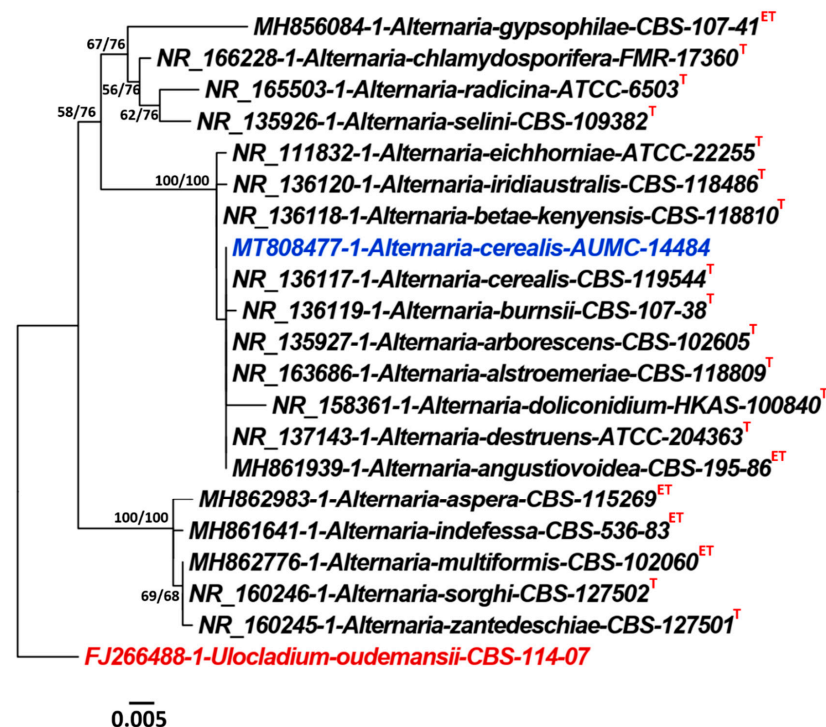 MH856084-1-Alternaria-gypsophilae-CBS-107-41ET
67/76
NR_166228-1-Alternaria-chlamydosporifera-FMR-17360T
56/76
NR_165503-1-Alternaria-radicina-ATCC-6503T
58/76
62/76
NR_135926-1-Alternaria-selini-CBS-109382T
NR_111832-1-Alternaria-eichhorniae-ATCC-22255T
100/100
NR_136120-1-Alternaria-iridiaustralis-CBS-118486T
NR_136118-1-Alternaria-betae-kenyensis-CBS-118810T
MT808477-1-Alternaria-cerealis-AUMC-14484
NR_136117-1-Alternaria-cerealis-CBS-119544T
NR_136119-1-Alternaria-burnsii-CBS-107-38T
NR_135927-1-Alternaria-arborescens-CBS-102605T
NR_163686-1-Alternaria-alstroemeriae-CBS-118809T
NR_158361-1-Alternaria-doliconidium-HKAS-100840T
NR_137143-1-Alternaria-destruens-ATCC-204363T
MH861939-1-Alternaria-angustiovoidea-CBS-195-86ET
MH862983-1-Alternaria-aspera-CBS-115269ET
100/100
MH861641-1-Alternaria-indefessa-CBS-536-83ET
MH862776-1-Alternaria-multiformis-CBS-102060ET
69/68
NR_160246-1-Alternaria-sorghi-CBS-127502T
NR_160245-1-Alternaria-zantedeschiae-CBS-127501T
FJ266488-1-Ulocladium-oudemansii-CBS-114-07
0.005